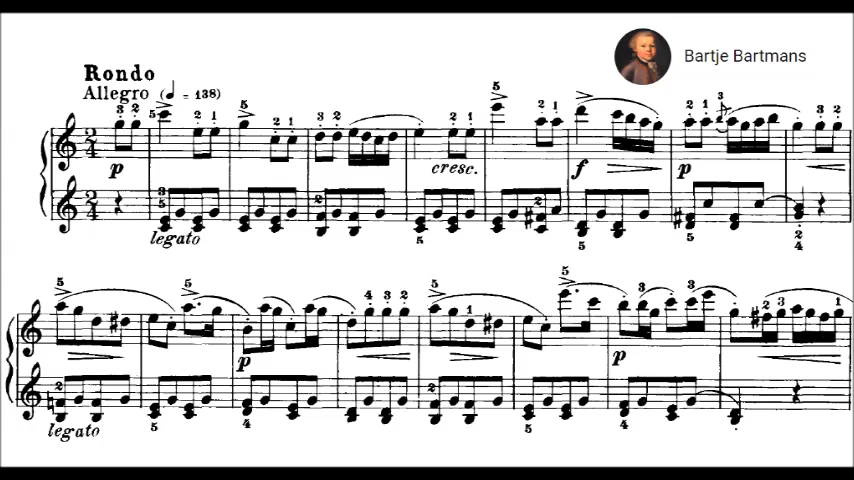 Bartje Bartmans
Rondo
Allegro (♩ = 138)
p
cresc.
f
p
legato
p
p
legato